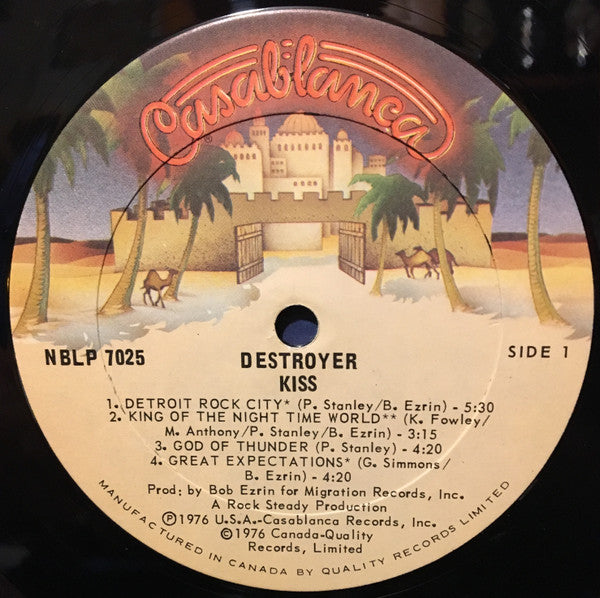 Casablanca
NBLP 7025
DESTROYER
SIDE 1
KISS
1. DETROIT ROCK CITY* (P. Stanley/B. Ezrin) - 5:30
2. KING OF THE NIGHT TIME WORLD** (K. Fowley/
M. Anthony/P. Stanley/B. Ezrin) - 3:15
3. GOD OF THUNDER (P. Stanley) - 4:20
4. GREAT EXPECTATIONS* (G. Simmons/
B. Ezrin) - 4:20
Prod: by Bob Ezrin for Migration Records, Inc.
A Rock Steady Production
Ⓟ1976 U.S.A.-Casablanca Records, Inc.
©1976 Canada-Quality
Records, Limited
MANUFACTURED IN CANADA BY QUALITY RECORDS LIMITED